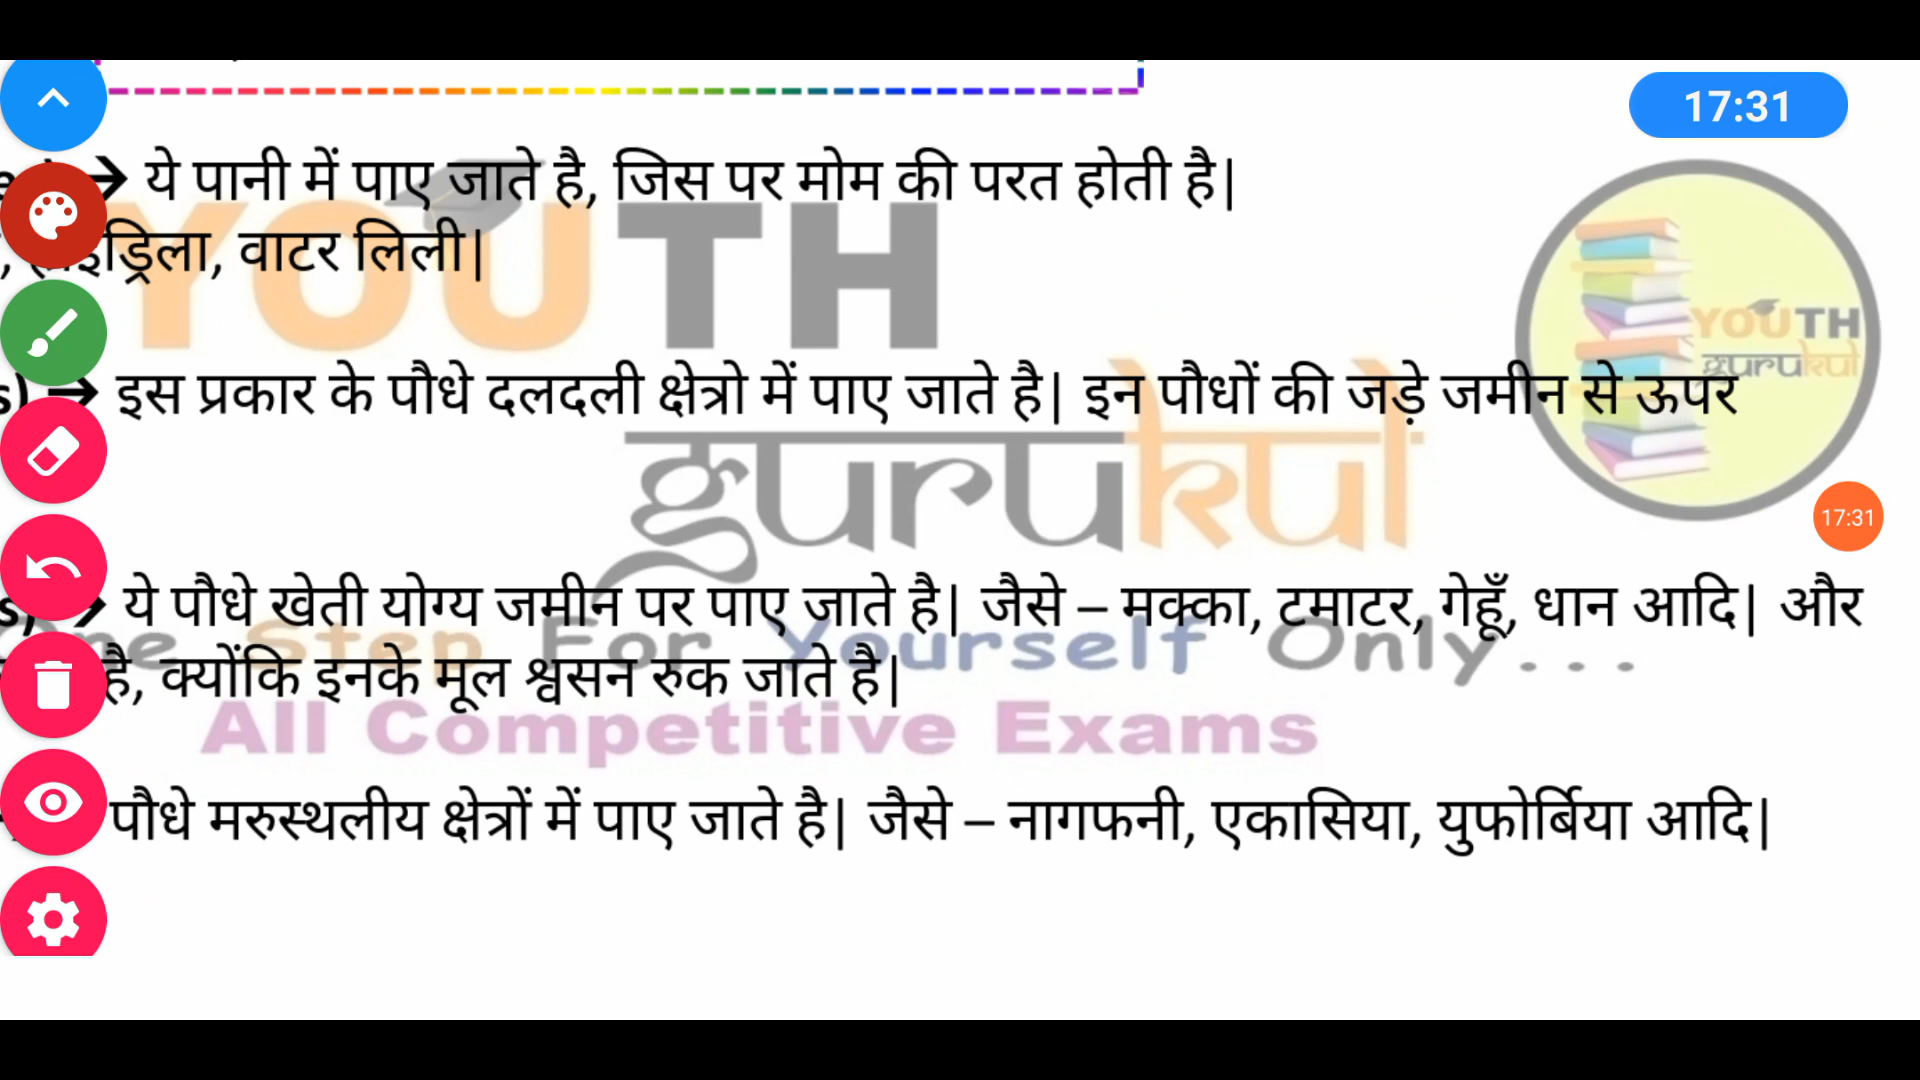 17:31
→ ये पानी में पाए जाते है, जिस पर मोम की परत होती है|
वाटर लिली|
YOUTH
YOUTH
gurukul
s) → इस प्रकार के पौधे दलदली क्षेत्रो में पाए जाते है| इन पौधों की जड़े जमीन से ऊपर
gurukul
17:31
ये पौधे खेती योग्य जमीन पर पाए जाते है| जैसे – मक्का, टमाटर, गेहूँ, धान आदि| और
One Step For Yourself Only...
है, क्योंकि इनके मूल श्वसन रुक जाते है|
All Competitive Exams
पौधे मरुस्थलीय क्षेत्रों में पाए जाते है| जैसे – नागफनी, एकासिया, युफोर्बिया आदि|